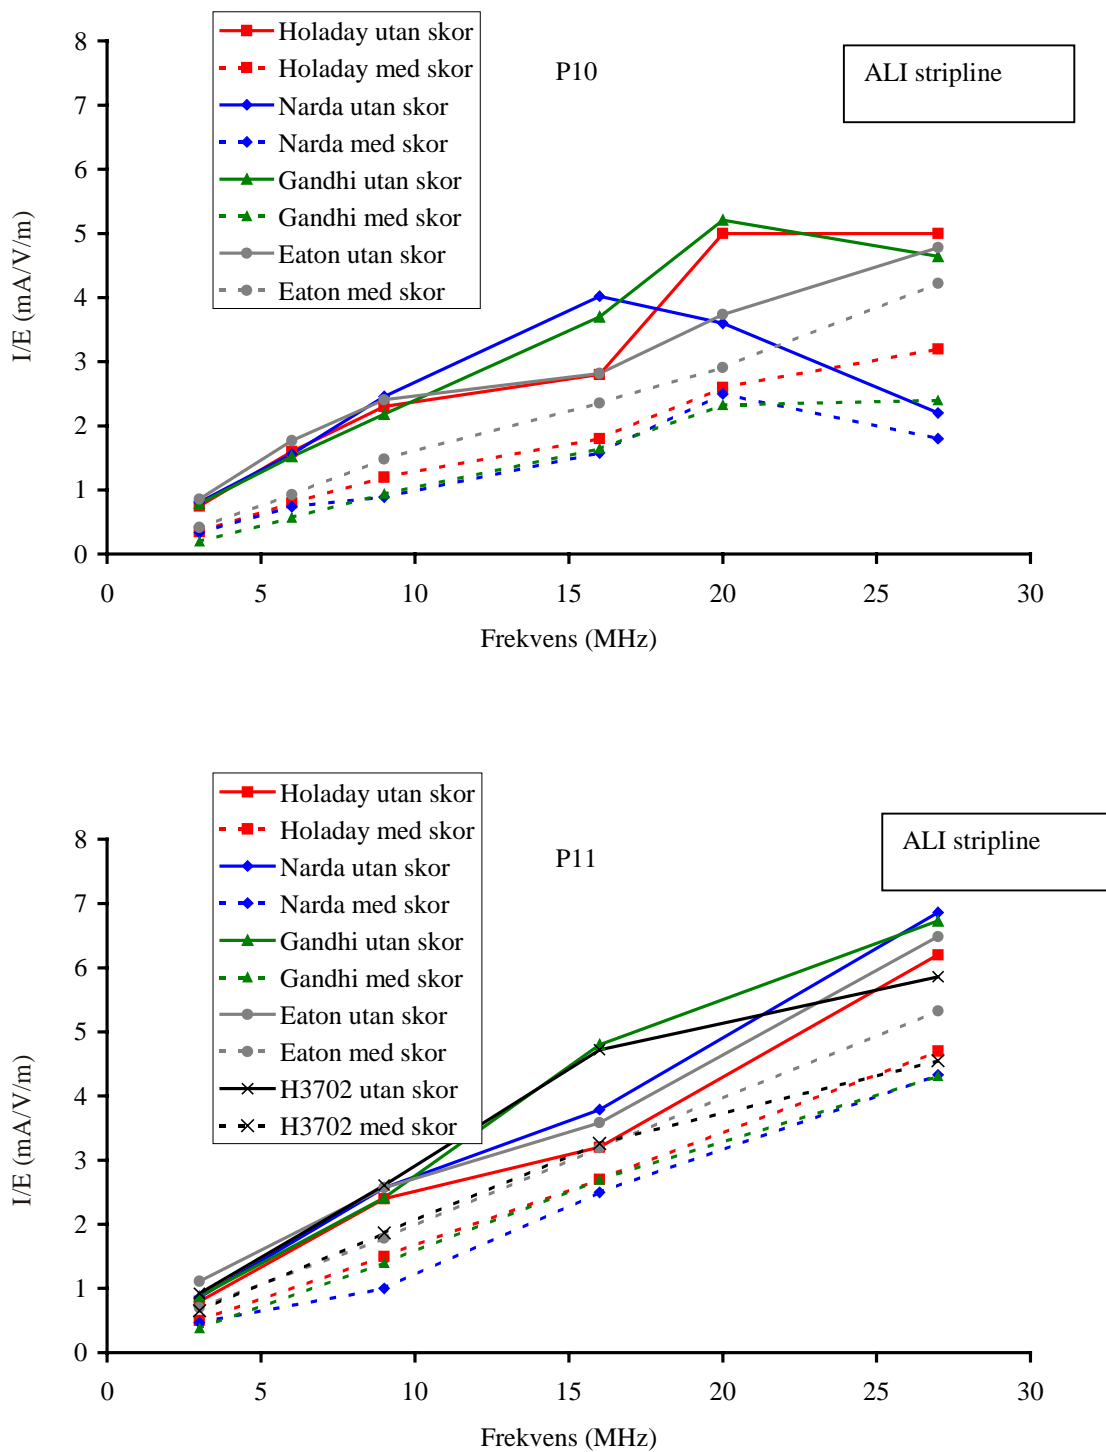 Holaday utan skor
Holaday med skor
Narda utan skor
Narda med skor
Gandhi utan skor
Gandhi med skor
Eaton utan skor
Eaton med skor
P10
ALI stripline
8
7
6
5
4
3
2
1
0
I/E (mA/V/m)
0 5 10 15 20 25 30
Frekvens (MHz)
Holaday utan skor
Holaday med skor
Narda utan skor
Narda med skor
Gandhi utan skor
Gandhi med skor
Eaton utan skor
Eaton med skor
H3702 utan skor
H3702 med skor
P11
ALI stripline
8
7
6
5
4
3
2
1
0
I/E (mA/V/m)
0 5 10 15 20 25 30
Frekvens (MHz)